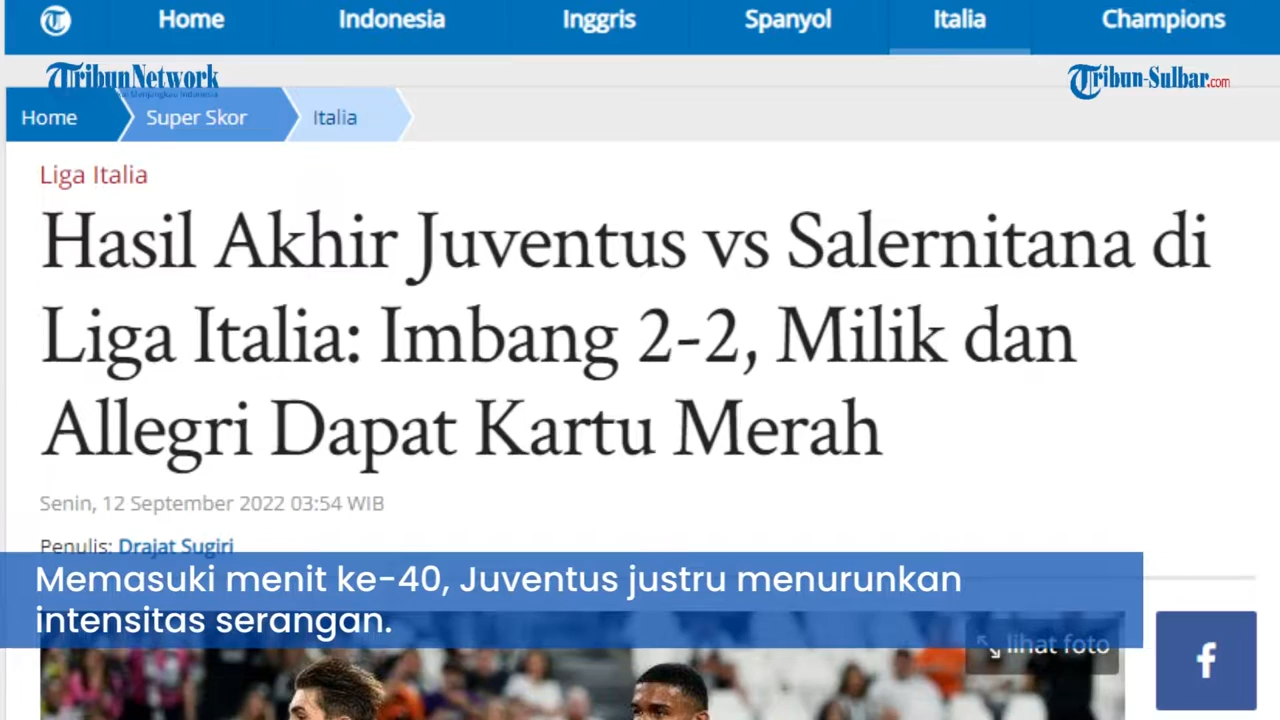 Home Indonesia Inggris Spanyol Italia Champions
TribunNetwork
Tribun-Sulbar.com
Home Super Skor Italia
Liga Italia
Hasil Akhir Juventus vs Salernitana di
Liga Italia: Imbang 2-2, Milik dan
Allegri Dapat Kartu Merah
Senin, 12 September 2022 03:54 WIB
Penulis: Drajat Sugiri
Memasuki menit ke-40, Juventus justru menurunkan
intensitas serangan.
lihat foto